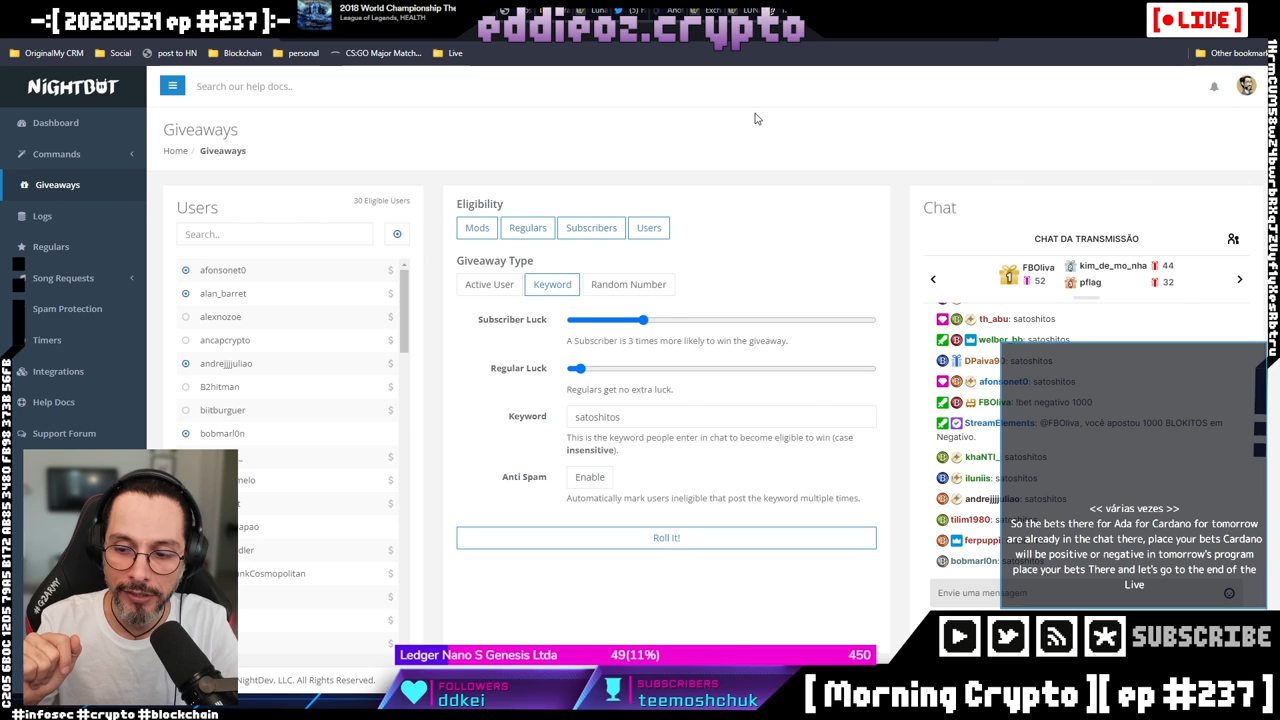 -:[ 20220531 ep #237 ]:-
2018 World Championship The
League of Legends, HEALTH
eddieoz.crypto
[● LIVE ]
OriginalMy CRM
Social
post to HN
Blockchain
personal
CS:GO Major Match...
Live
Other bookmar
NiGHTBOT
Search our help docs..
Dashboard
Commands
Giveaways
Logs
Regulars
Song Requests
Spam Protection
Timers
Integrations
Help Docs
Support Forum
Giveaways
Home / Giveaways
Users
30 Eligible Users
Search..
afonsonet0 $
alan_barret $
alexnozoe $
ancapcrypto $
andrejjjjuliao $
B2hitman $
biitburguer $
bobmarl0n $
melo $
apao $
dler $
nkCosmopolitan $
Eligibility
Mods Regulars Subscribers Users
Giveaway Type
Active User Keyword Random Number
Subscriber Luck
A Subscriber is 3 times more likely to win the giveaway.
Regular Luck
Regulars get no extra luck.
Keyword satoshitos
This is the keyword people enter in chat to become eligible to win (case
insensitive).
Anti Spam Enable
Automatically mark users ineligible that post the keyword multiple times.
Roll It!
Chat
CHAT DA TRANSMISSÃO
FBOliva 52
kim_de_mo_nha 44
pflag 32
th_abu: satoshitos
welber_bb: satoshitos
DPaiva90: satoshitos
afonsonet0: satoshitos
FBOliva: !bet negativo 1000
StreamElements: @FBOliva, você apostou 1000 BLOKITOS em
Negativo.
khaNTI_: satoshitos
iluniis: satoshitos
andrejjjjuliao: satoshitos
tilim1980: satoshitos
ferpuppi
bobmarl0n
Envie uma mensagem
<< várias vezes >>
So the bets there for Ada for Cardano for tomorrow
are already in the chat there, place your bets Cardano
will be positive or negative in tomorrow's program
place your bets There and let's go to the end of the
Live
NightDev, LLC. All Rights Reserved.
Ledger Nano S Genesis Ltda 49(11%) 450
FOLLOWERS
ddkei
SUBSCRIBERS
teemoshchuk
SUBSCRIBE
[ Morning Crypto ][ ep #237 ]
#infosec #crypto #blockchain